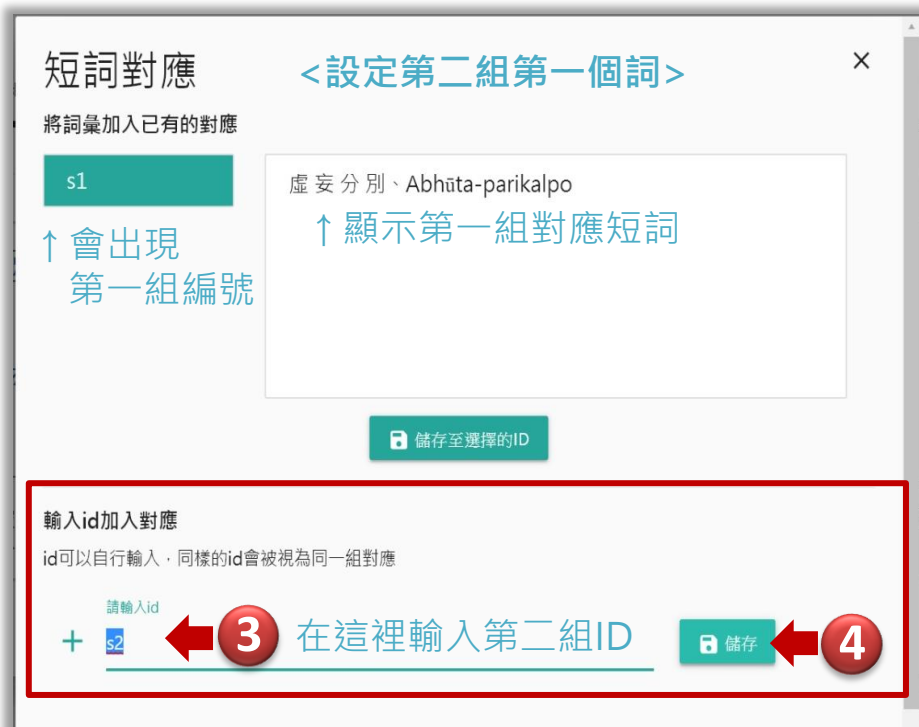 短詞對應
<設定第二組第一個詞>
×
將詞彙加入已有的對應
s1
虛妄分別、Abhūta-parikalpo
↑會出現
第一組編號
↑顯示第一組對應短詞
儲存至選擇的ID
輸入id加入對應
id可以自行輸入，同樣的id會被視為同一組對應
請輸入id
+ s2
3
在這裡輸入第二組ID
儲存
4